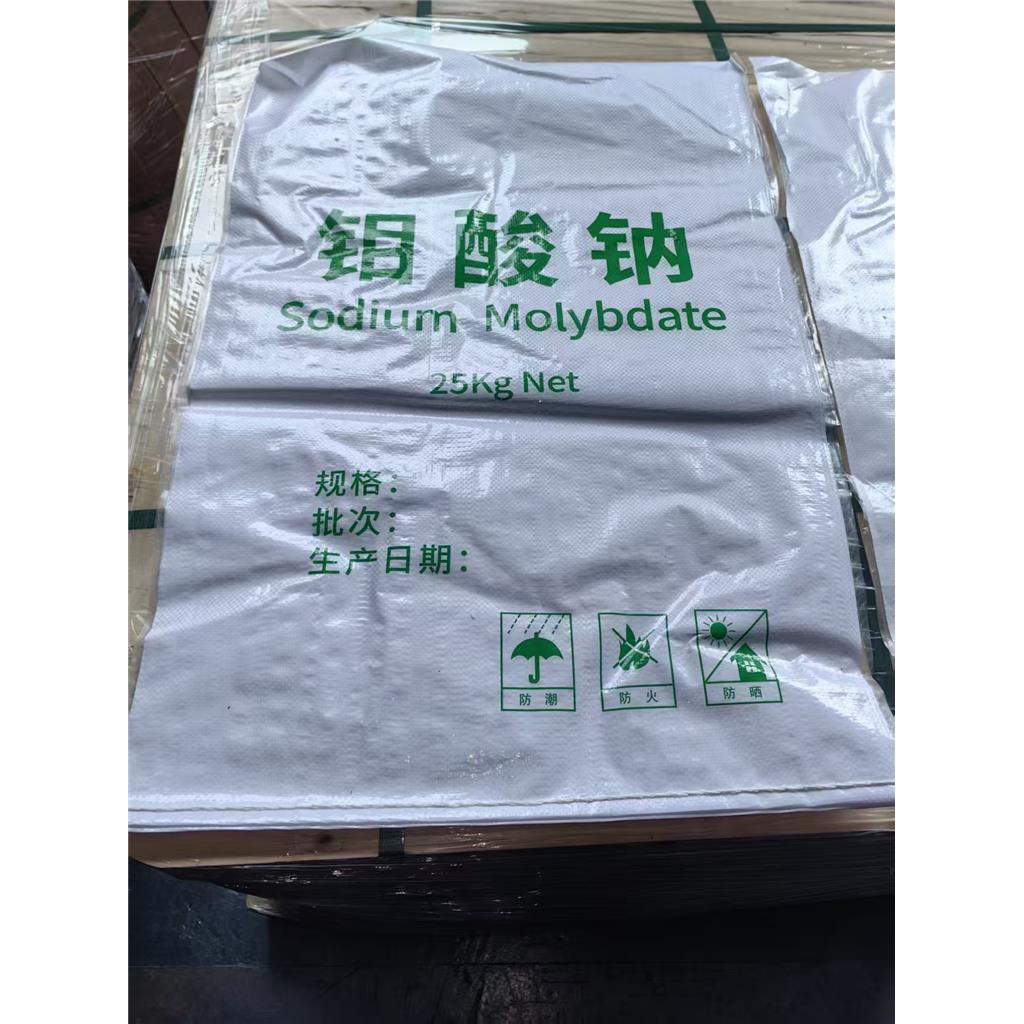 钼酸钠
Sodium Molybdate
25Kg Net
规格：
批次：
生产日期：
防潮
防火
防晒